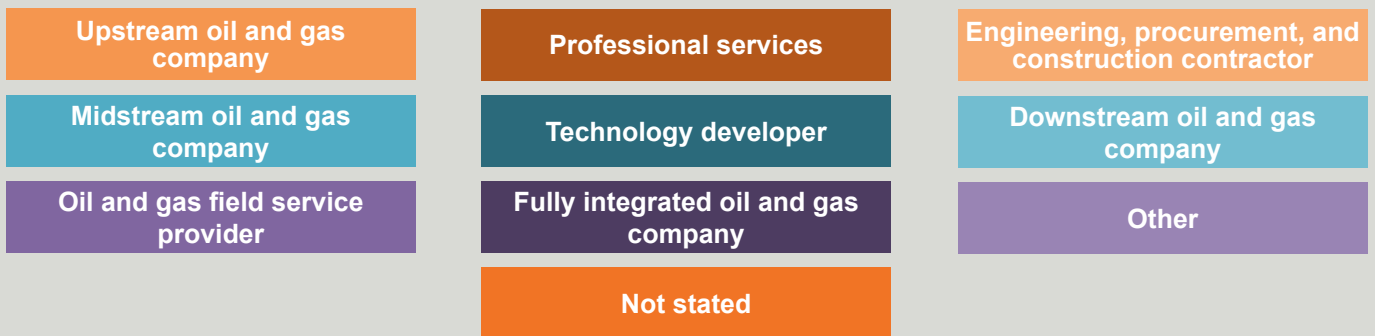 Upstream oil and gas
company
Professional services
Engineering, procurement, and
construction contractor
Midstream oil and gas
company
Technology developer
Downstream oil and gas
company
Oil and gas field service
provider
Fully integrated oil and gas
company
Other
Not stated